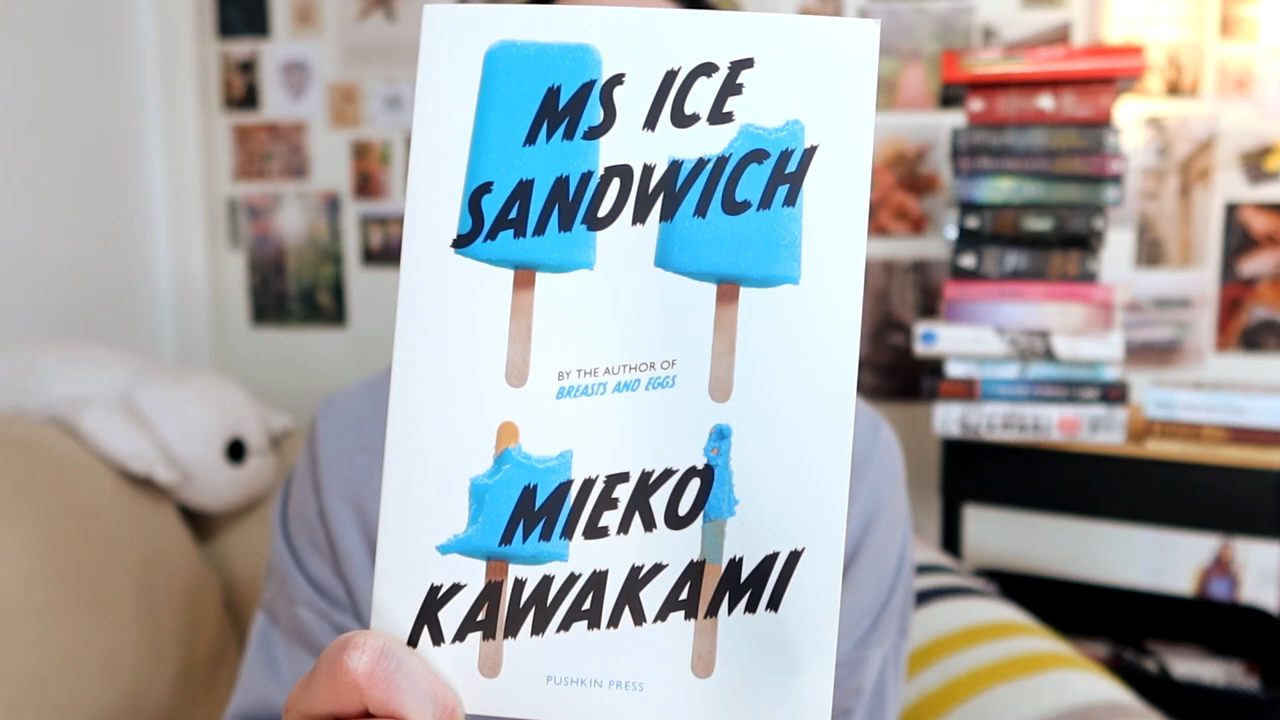 MS ICE
SANDWICH
BY THE AUTHOR OF
BREASTS AND EGGS
MIEKO
KAWAKAMI
PUSHKIN PRESS